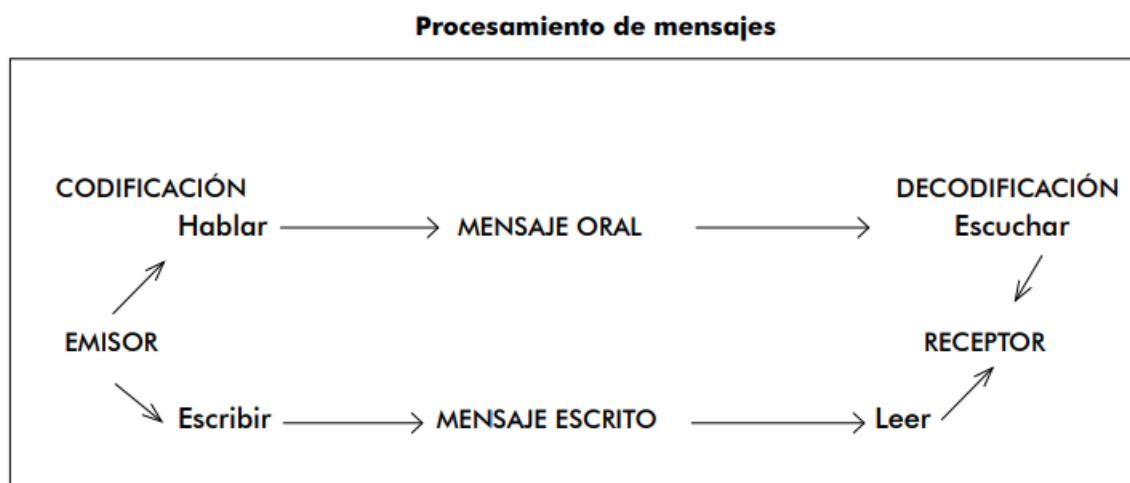 Procesamiento de mensajes
CODIFICACIÓN DECODIFICACIÓN
Hablar MENSAJE ORAL Escuchar
EMISOR RECEPTOR
Escribir MENSAJE ESCRITO Leer